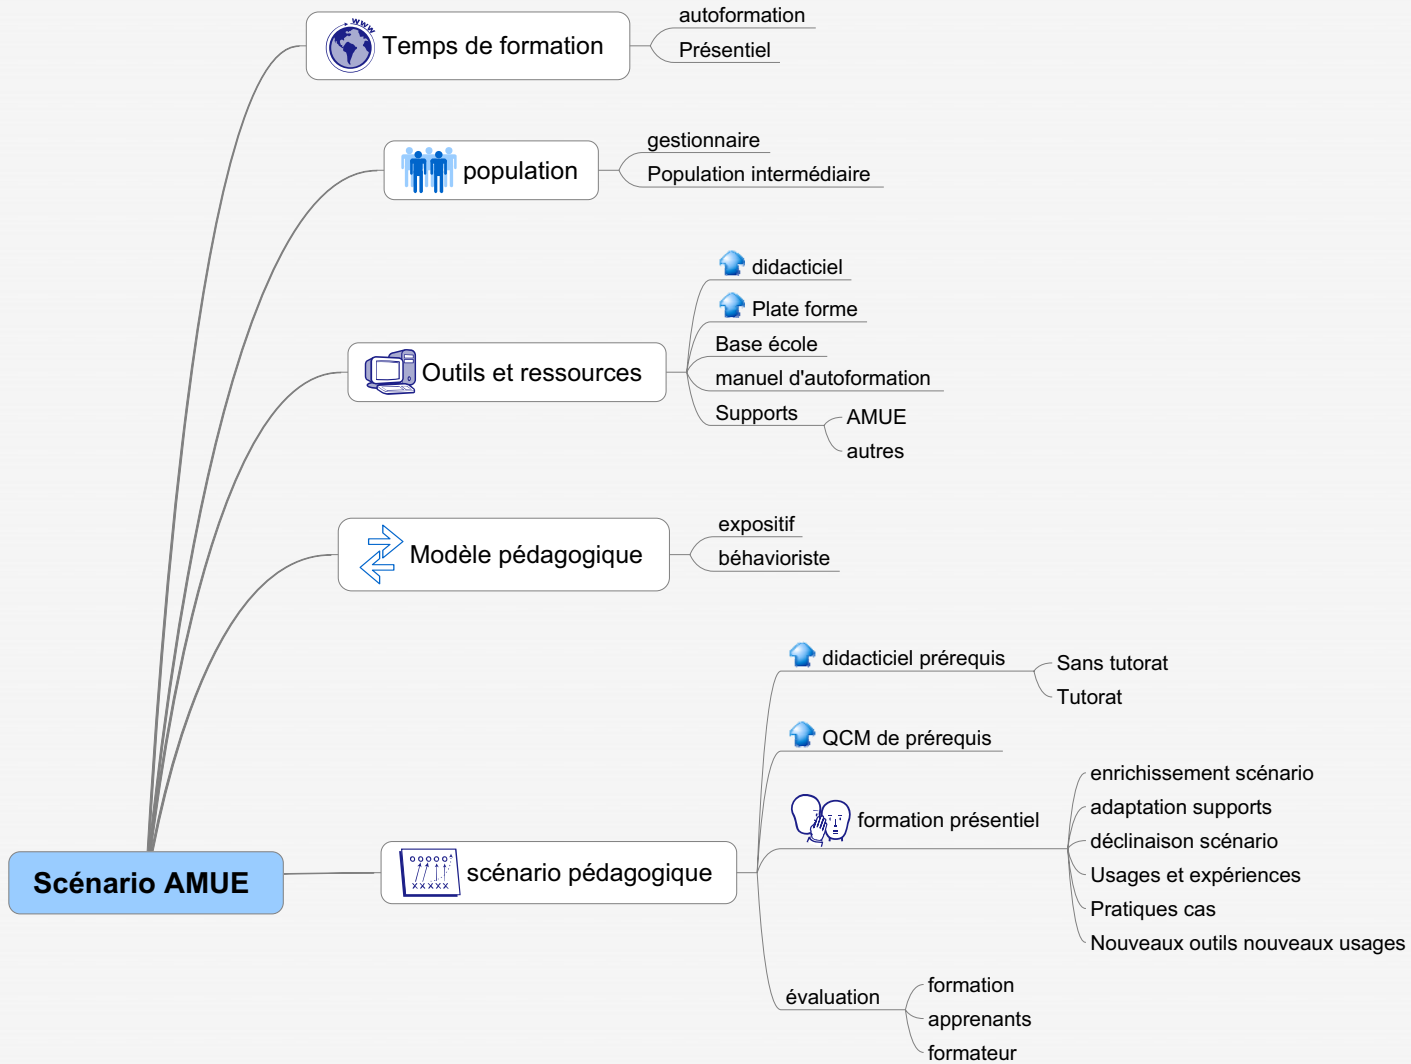 www
Temps de formation
autoformation
Présentiel
population
gestionnaire
Population intermédiaire
Outils et ressources
didacticiel
Plate forme
Base école
manuel d'autoformation
Supports
AMUE
autres
Modèle pédagogique
expositif
béhavioriste
Scénario AMUE
scénario pédagogique
didacticiel prérequis
Sans tutorat
Tutorat
QCM de prérequis
formation présentiel
enrichissement scénario
adaptation supports
déclinaison scénario
Usages et expériences
Pratiques cas
Nouveaux outils nouveaux usages
évaluation
formation
apprenants
formateur